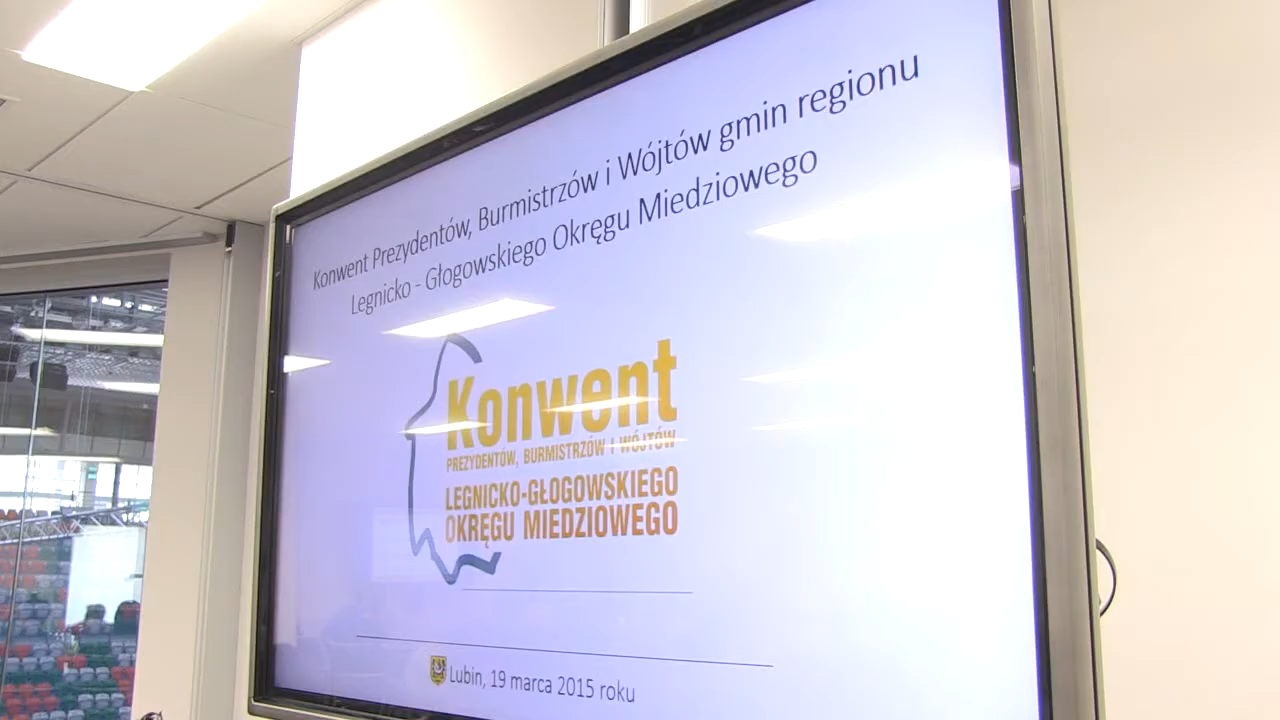 Konwent Prezydentów, Burmistrzów i Wójtów gmin regionu
Legnicko - Głogowskiego Okręgu Miedziowego
Konwent
PREZYDENTÓW, BURMISTRZÓW I WÓJTÓW
LEGNICKO-GŁOGOWSKIEGO
OKRĘGU MIEDZIOWEGO
Lubin, 19 marca 2015 roku